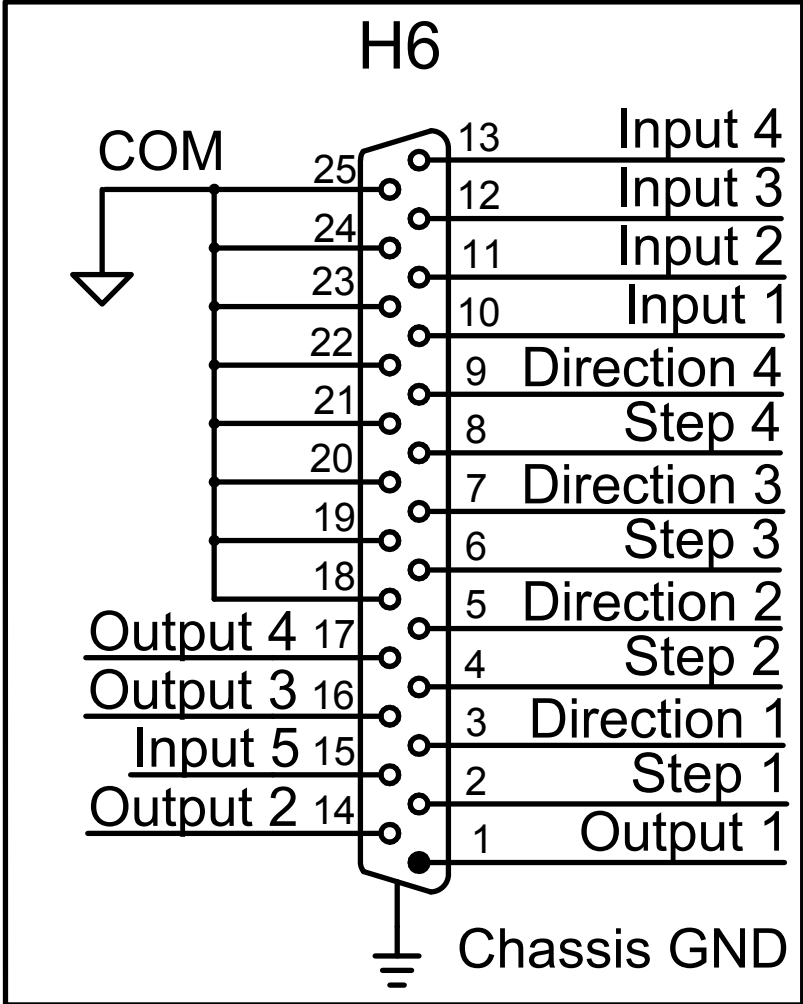 H6
COM
25
24
23
22
21
20
19
18
Output 4 17
Output 3 16
Input 5 15
Output 2 14
13 Input 4
12 Input 3
11 Input 2
10 Input 1
9 Direction 4
8 Step 4
7 Direction 3
6 Step 3
5 Direction 2
4 Step 2
3 Direction 1
2 Step 1
1 Output 1
Chassis GND